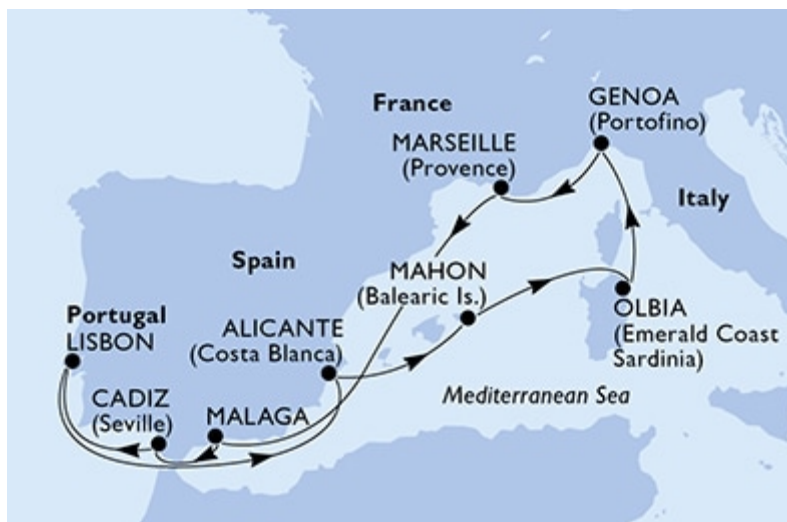 France
GENOA
(Portofino)
MARSEILLE
(Provence)
Italy
Spain
MAHON
(Balearic Is.)
Portugal
LISBON
ALICANTE
(Costa Blanca)
OLBIA
(Emerald Coast
Sardinia)
CADIZ
(Seville)
MALAGA
Mediterranean Sea